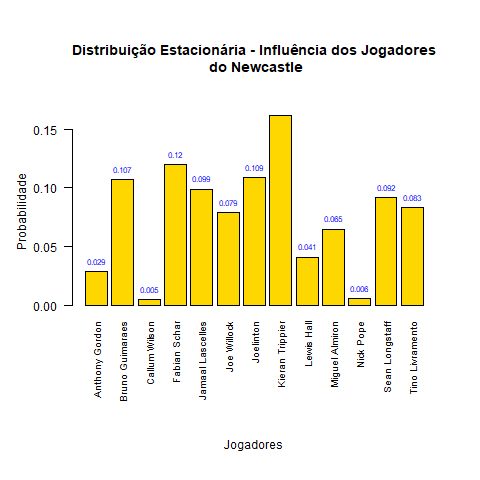 Distribuição Estacionária - Influência dos Jogadores
do Newcastle
Probabilidade
0.15
0.10
0.05
0.00
0.029
0.107
0.005
0.12
0.099
0.079
0.109
0.041
0.065
0.006
0.092
0.083
Anthony Gordon
Bruno Guimaraes
Callum Wilson
Fabian Schar
Jamaal Lascelles
Joe Willock
Joelinton
Kieran Trippier
Lewis Hall
Miguel Almiron
Nick Pope
Sean Longstaff
Tino Livramento
Jogadores